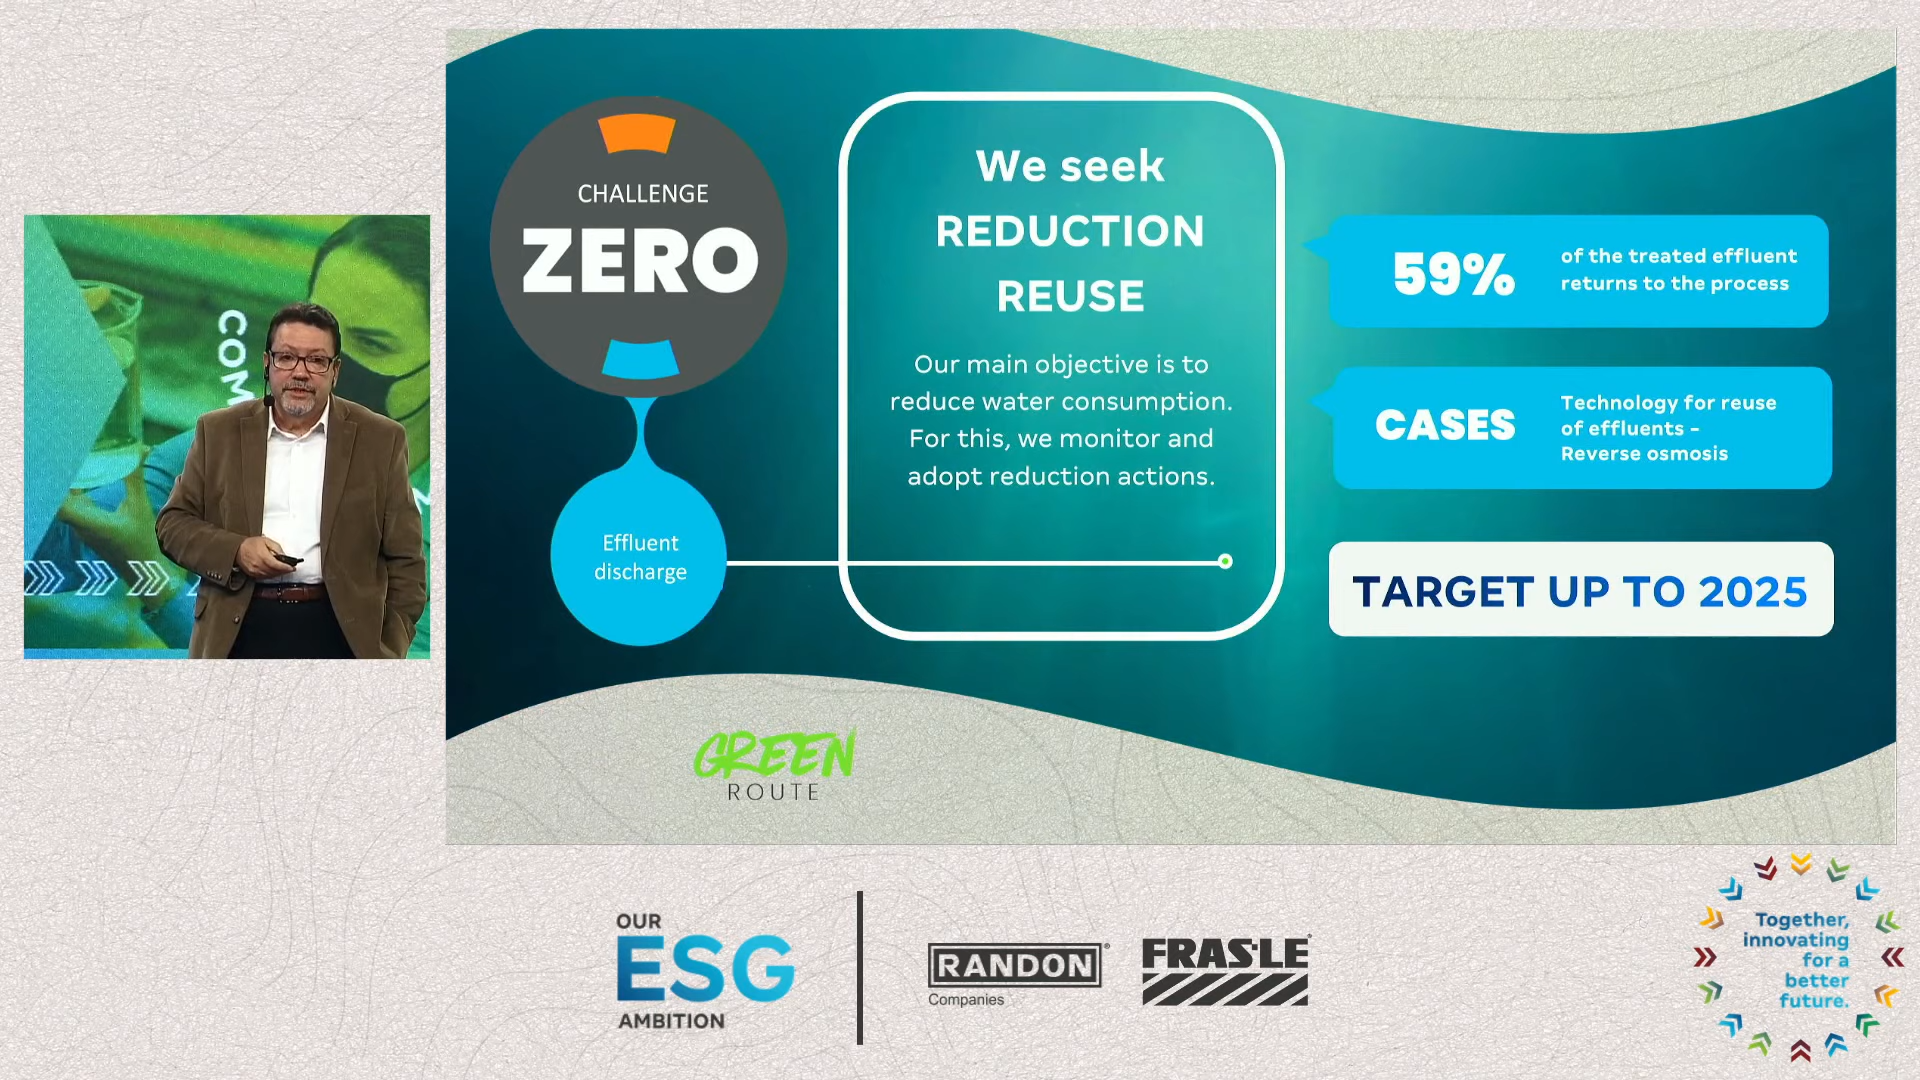 COM
CHALLENGE
ZERO
Effluent
discharge
We seek
REDUCTION
REUSE
Our main objective is to
reduce water consumption.
For this, we monitor and
adopt reduction actions.
59%
of the treated effluent
returns to the process
CASES
Technology for reuse
of effluents -
Reverse osmosis
TARGET UP TO 2025
GREEN
ROUTE
OUR
ESG
AMBITION
RANDON®
Companies
FRAS-LE®
Together,
innovating
for a
better
future.